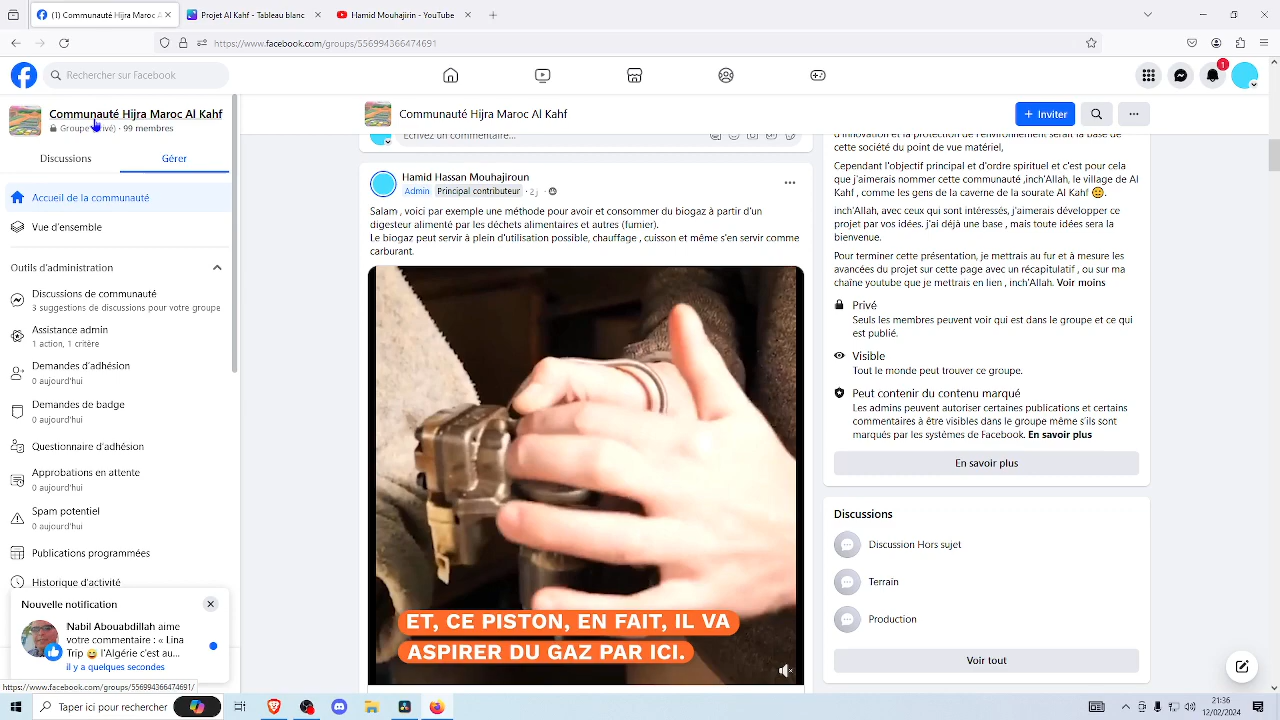 (1) Communauté Hijra Maroc A
Projet Al Kahf - Tableau blanc
Hamid Mouhajirin - YouTube
https://www.facebook.com/groups/556994366474691
Rechercher sur Facebook
1
Communauté Hijra Maroc Al Kahf
99 membres
Discussions
Gérer
Accueil de la communauté
Vue d'ensemble
Outils d'administration
Discussions de communauté
3 suggestions de discussions pour votre groupe
Assistance admin
1 action, 1 critère
Demandes d'adhésion
0 aujourd'hui
Demandes de badge
0 aujourd'hui
Questionnaire d'adhésion
Approbations en attente
0 aujourd'hui
Spam potentiel
0 aujourd'hui
Publications programmées
Historique d'activité
Nouvelle notification
Nabil Abouabdillah aime
votre commentaire : « Lina
Trip 😄 l'Algérie c'est au...
il y a quelques secondes
https://www.facebook.com/groups/556994366474691/
Communauté Hijra Maroc Al Kahf
+ Inviter
Écrivez un commentaire...
Hamid Hassan Mouhajiroun
Admin Principal contributeur · 2 j ·
Salam , voici par exemple une méthode pour avoir et consommer du biogaz à partir d'un
digesteur alimenté par les déchets alimentaires et autres (fumier).
Le biogaz peut servir à plein d'utilisation possible, chauffage , cuisson et même s'en servir comme
carburant.
ET, CE PISTON, EN FAIT, IL VA
ASPIRER DU GAZ PAR ICI.
et la protection de l'environnement dans
cette société du point de vue matériel,
Cependant l'objectif principal et d'ordre spirituel et c'est pour cela
que j'aimerais nommer cette communauté ,inch'Allah, le village de Al
Kahf , comme les gens de la caverne de la sourate Al Kahf 😊.
inch'Allah, avec ceux qui sont intéressés, j'aimerais développer ce
projet par vos idées. j'ai déjà une base , mais toute idées sera la
bienvenue.
Pour terminer cette présentation, je mettrais au fur et à mesure les
avancées du projet sur cette page avec un récapitulatif , ou sur ma
chaîne youtube que je mettrais en lien , inch'Allah. Voir moins
Privé
Seuls les membres peuvent voir qui est dans le groupe et ce qui
est publié.
Visible
Tout le monde peut trouver ce groupe.
Peut contenir du contenu marqué
Les admins peuvent autoriser certaines publications et certains
commentaires à être visibles dans le groupe même s'ils sont
marqués par les systèmes de Facebook. En savoir plus
En savoir plus
Discussions
Discussion Hors sujet
Terrain
Production
Voir tout
Taper ici pour rechercher
21:36
12/02/2024